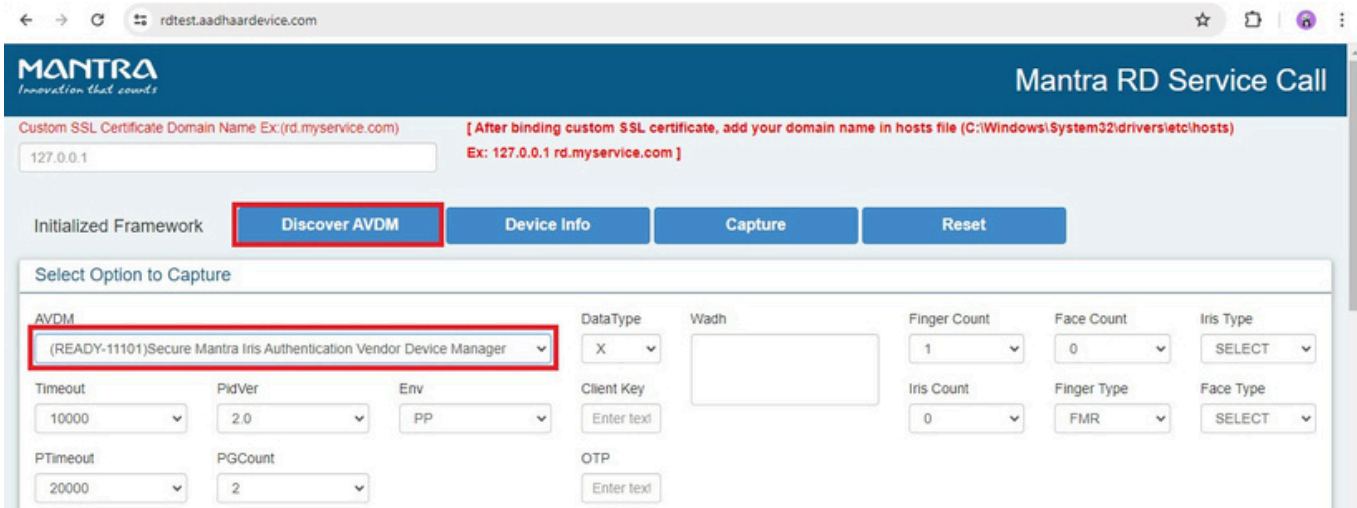 rdtest.aadhaardevice.com
MANTRA
Innovation that counts
Mantra RD Service Call
Custom SSL Certificate Domain Name Ex:(rd.myservice.com)
[ After binding custom SSL certificate, add your domain name in hosts file (C:\Windows\System32\drivers\etc\hosts)
127.0.0.1
Ex: 127.0.0.1 rd.myservice.com ]
Initialized Framework Discover AVDM Device Info Capture Reset
Select Option to Capture
AVDM DataType Wadh Finger Count Face Count Iris Type
(READY-11101)Secure Mantra Iris Authentication Vendor Device Manager X 1 0 SELECT
Timeout PidVer Env Client Key Iris Count Finger Type Face Type
10000 2.0 PP Enter text 0 FMR SELECT
PTimeout PGCount OTP
20000 2 Enter text